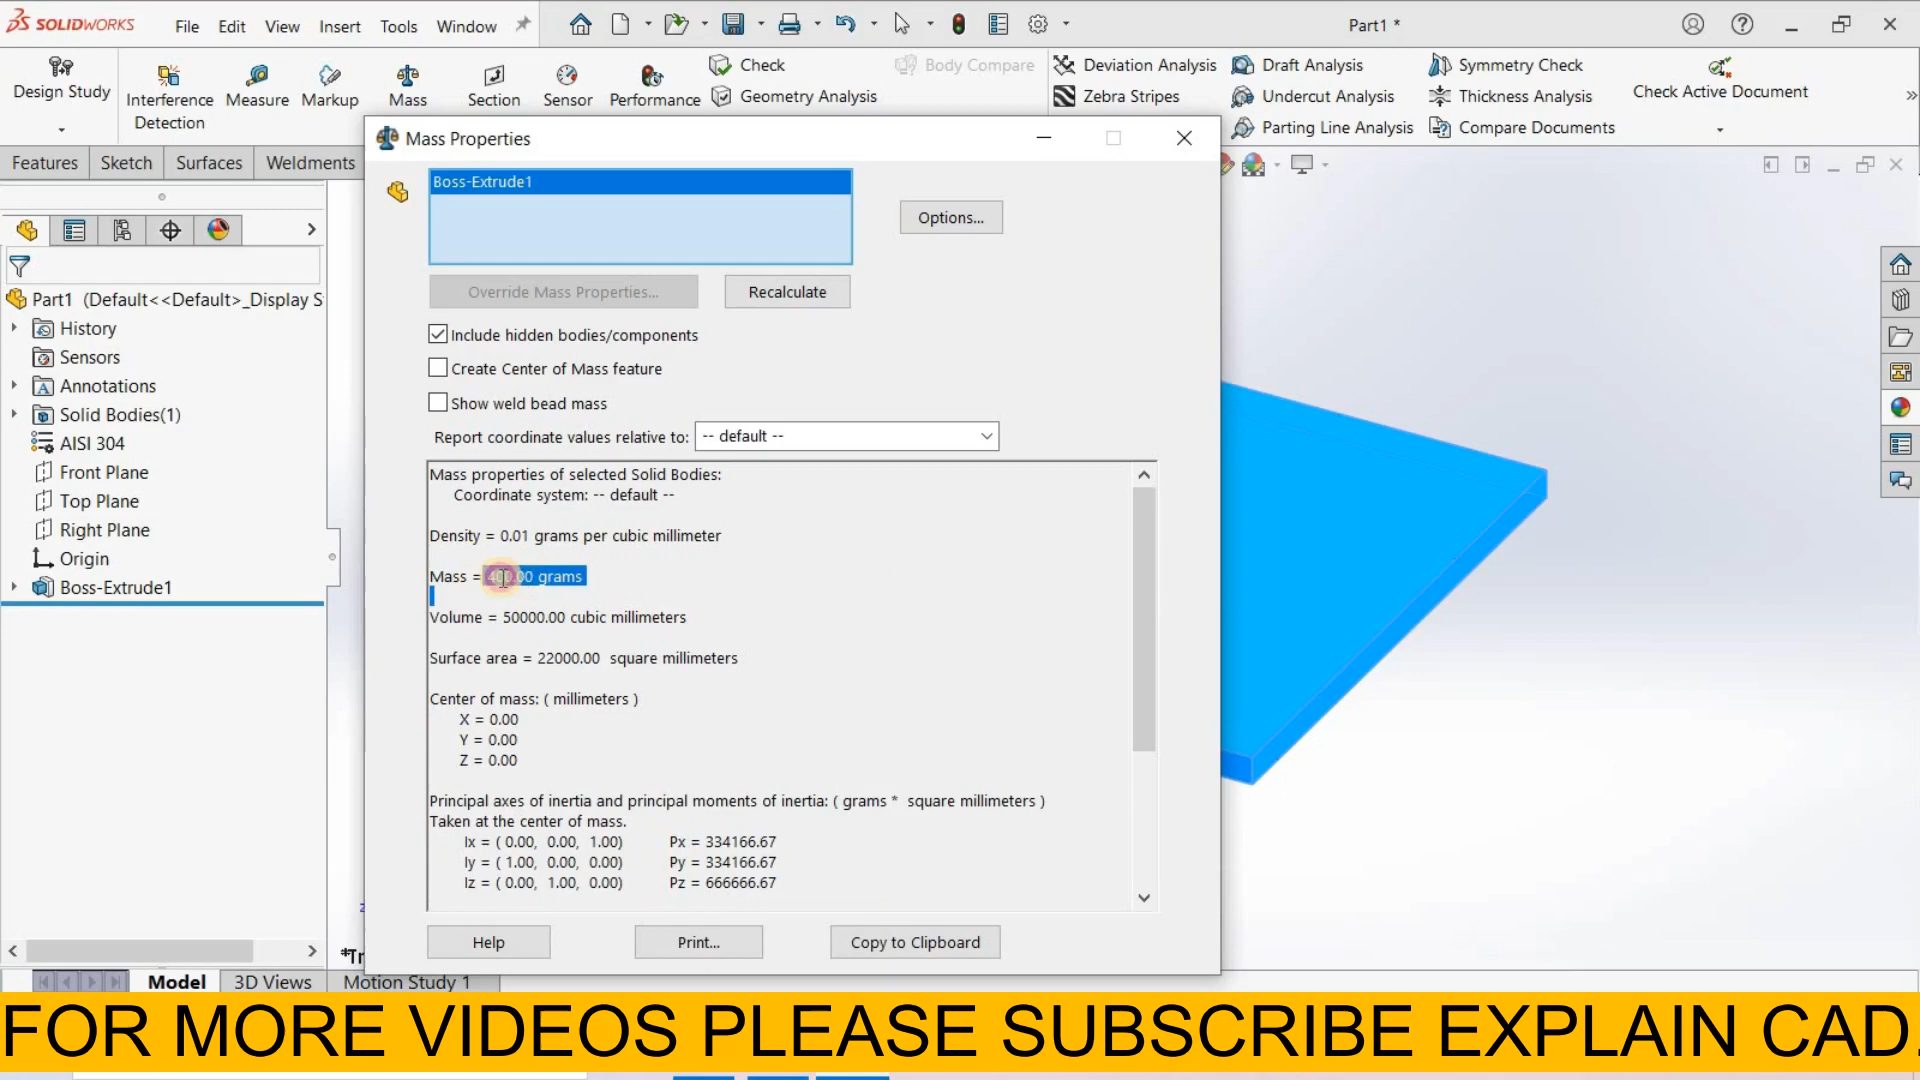 SOLIDWORKS File Edit View Insert Tools Window Part1 *
Design Study
Interference Detection
Measure
Markup
Mass
Section
Sensor
Performance
Check
Geometry Analysis
Body Compare
Deviation Analysis
Zebra Stripes
Draft Analysis
Undercut Analysis
Parting Line Analysis
Symmetry Check
Thickness Analysis
Compare Documents
Check Active Document
Features Sketch Surfaces Weldments
Part1 (Default<<Default>_Display S
History
Sensors
Annotations
Solid Bodies(1)
AISI 304
Front Plane
Top Plane
Right Plane
Origin
Boss-Extrude1
Mass Properties
Boss-Extrude1
Options...
Override Mass Properties...
Recalculate
Include hidden bodies/components
Create Center of Mass feature
Show weld bead mass
Report coordinate values relative to: -- default --
Mass properties of selected Solid Bodies:
Coordinate system: -- default --
Density = 0.01 grams per cubic millimeter
Mass = 400.00 grams
Volume = 50000.00 cubic millimeters
Surface area = 22000.00 square millimeters
Center of mass: ( millimeters )
X = 0.00
Y = 0.00
Z = 0.00
Principal axes of inertia and principal moments of inertia: ( grams * square millimeters )
Taken at the center of mass.
Ix = ( 0.00, 0.00, 1.00) Px = 334166.67
Iy = ( 1.00, 0.00, 0.00) Py = 334166.67
Iz = ( 0.00, 1.00, 0.00) Pz = 666666.67
Help
Print...
Copy to Clipboard
Model 3D Views Motion Study 1
FOR MORE VIDEOS PLEASE SUBSCRIBE EXPLAIN CAD.